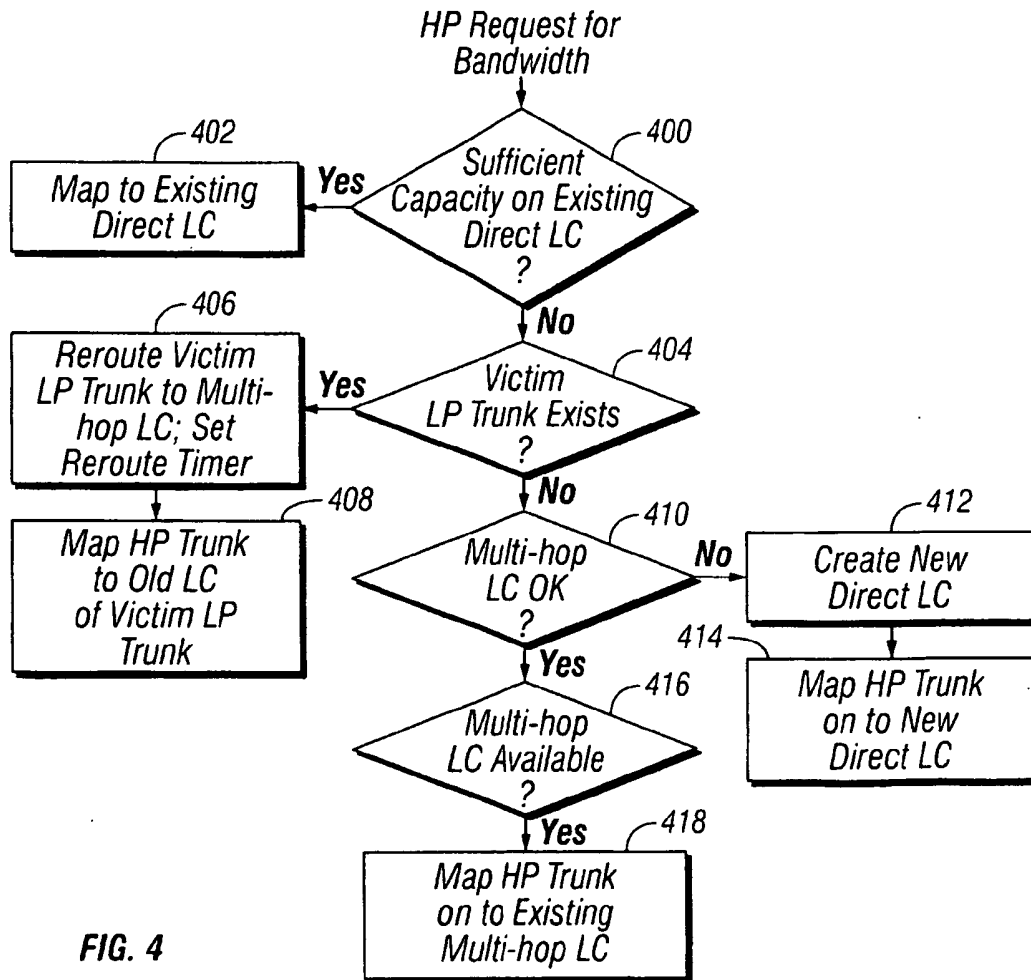 HP Request for
Bandwidth
400
Sufficient
Capacity on Existing
Direct LC
?
Yes
402
Map to Existing
Direct LC
No
404
Victim
LP Trunk Exists
?
Yes
406
Reroute Victim
LP Trunk to Multi-
hop LC; Set
Reroute Timer
408
Map HP Trunk
to Old LC
of Victim LP
Trunk
No
410
Multi-hop
LC OK
?
No
412
Create New
Direct LC
414
Map HP Trunk
on to New
Direct LC
Yes
416
Multi-hop
LC Available
?
Yes
418
Map HP Trunk
on to Existing
Multi-hop LC
FIG. 4